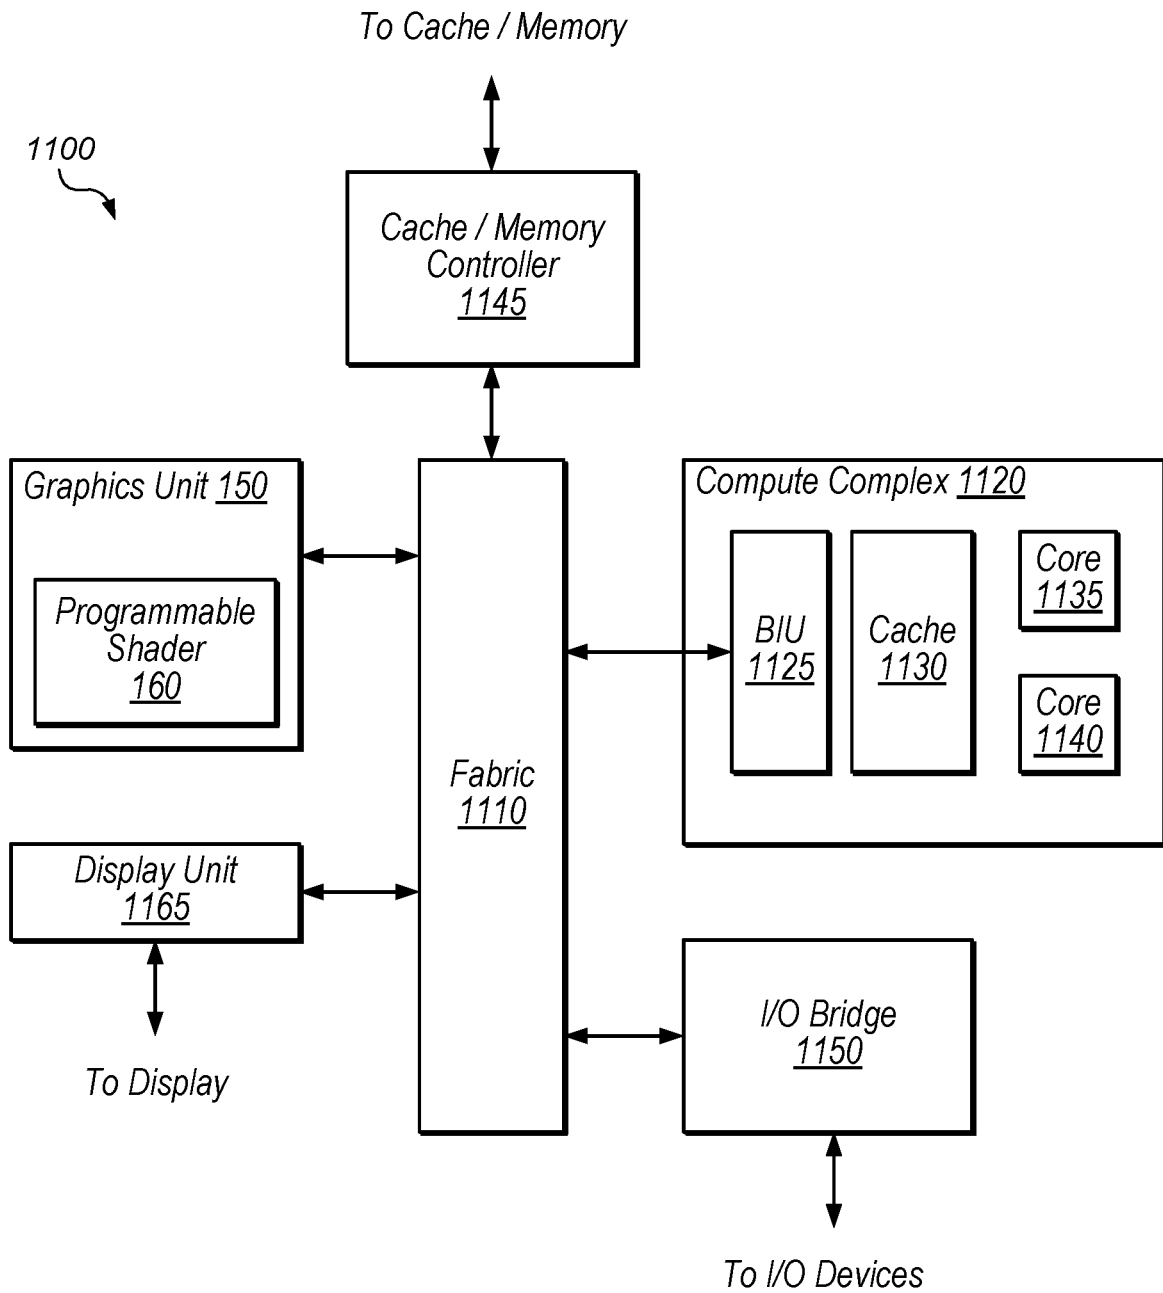 To Cache / Memory
1100
Cache / Memory
Controller
1145
Graphics Unit 150
Programmable
Shader
160
Fabric
1110
Compute Complex 1120
BIU
1125
Cache
1130
Core
1135
Core
1140
Display Unit
1165
To Display
I/O Bridge
1150
To I/O Devices